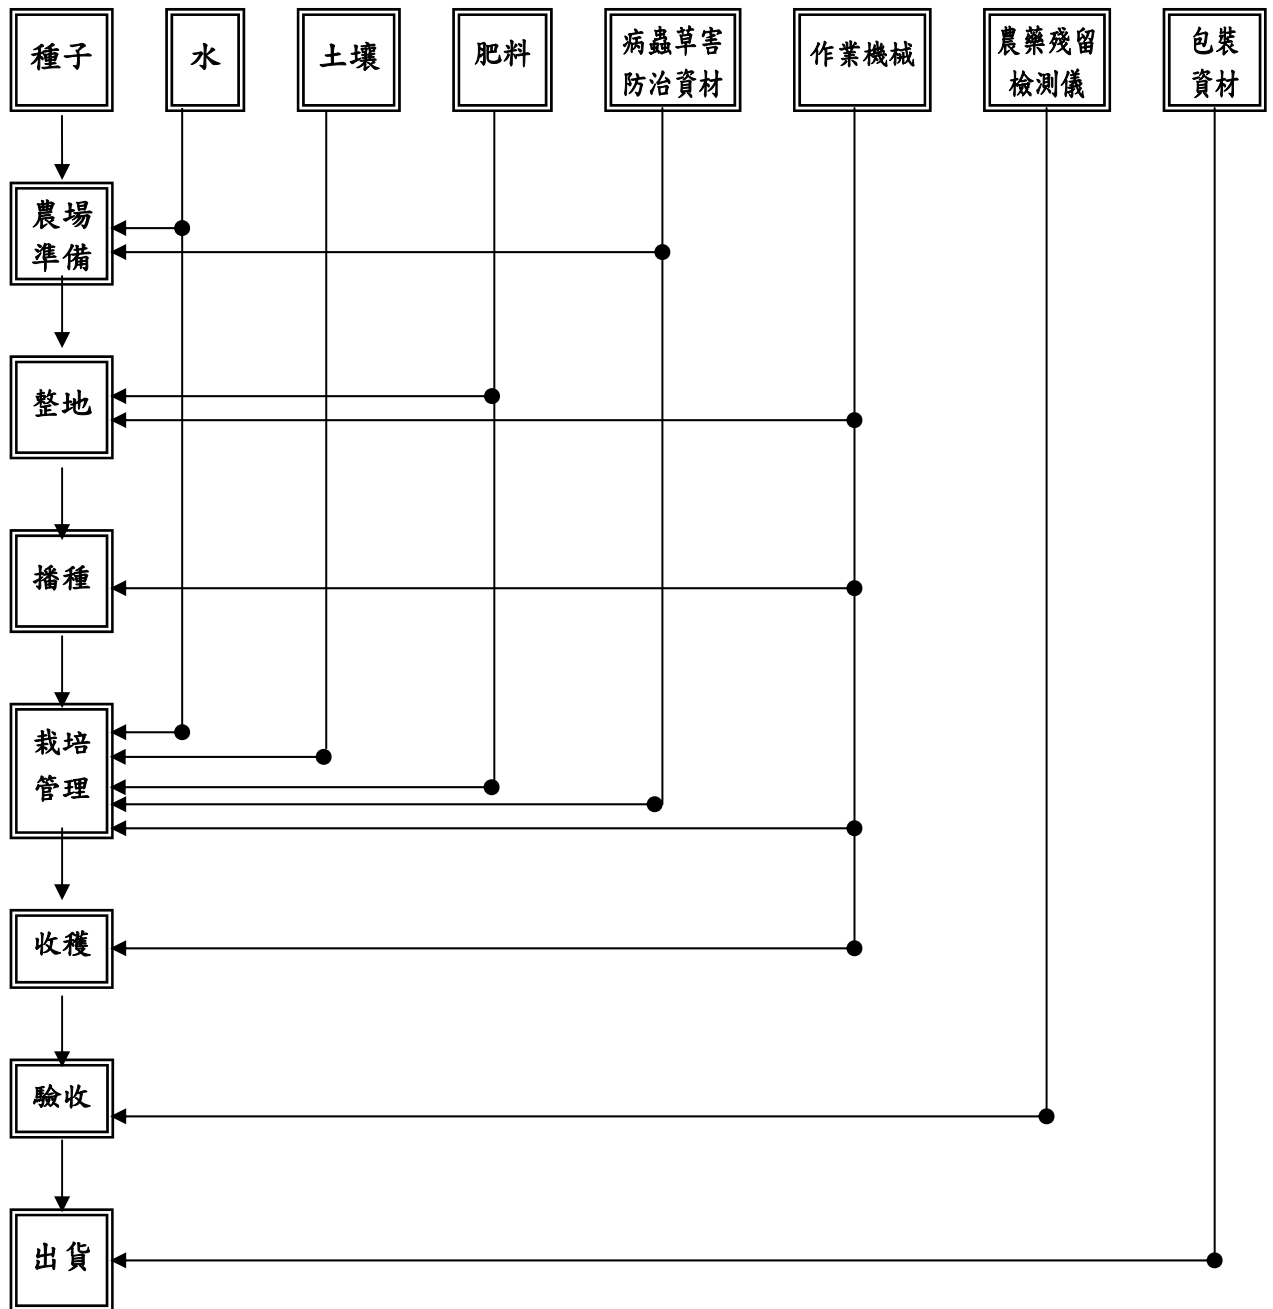 種子
水
土壤
肥料
病蟲草害
防治資材
作業機械
農藥殘留
檢測儀
包裝
資材
農場
準備
整地
播種
栽培
管理
收穫
驗收
出貨